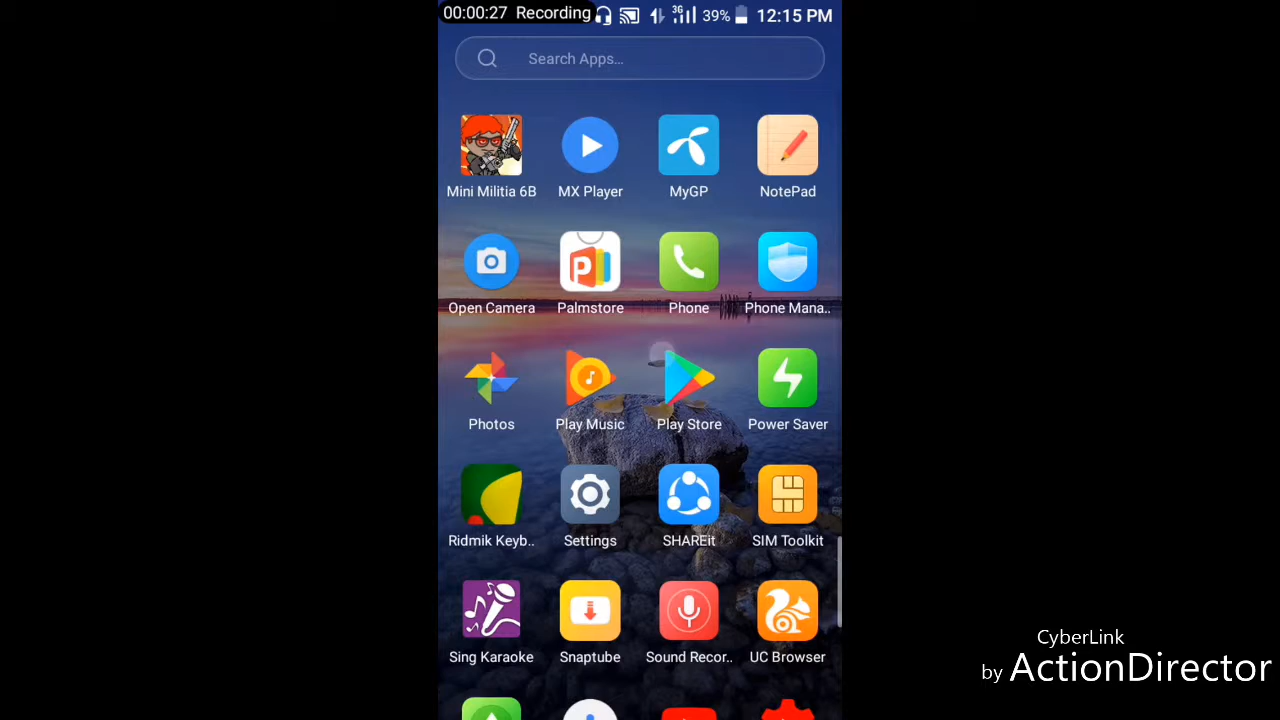 00:00:27 Recording 3G 39% 12:15 PM
Search Apps...
Mini Militia 6B MX Player MyGP NotePad
Open Camera Palmstore Phone Phone Mana..
Photos Play Music Play Store Power Saver
Ridmik Keyb.. Settings SHAREit SIM Toolkit
Sing Karaoke Snaptube Sound Recor.. UC Browser
CyberLink
by ActionDirector